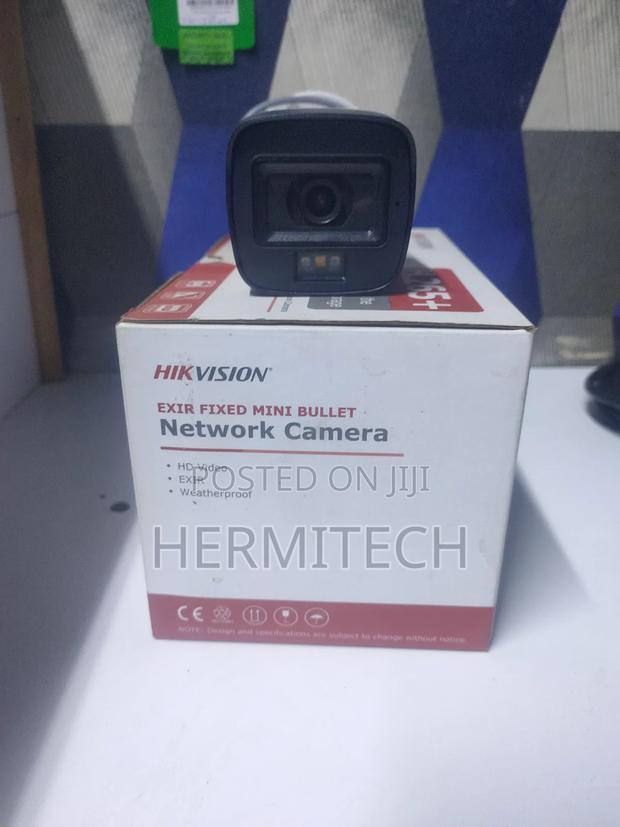 HIKVISION
EXIR FIXED MINI BULLET
Network Camera
• HD Video
• EXIR
• Weatherproof
POSTED ON JIJI
HERMITECH
CE
NOTE: Design and specifications are subject to change without notice.